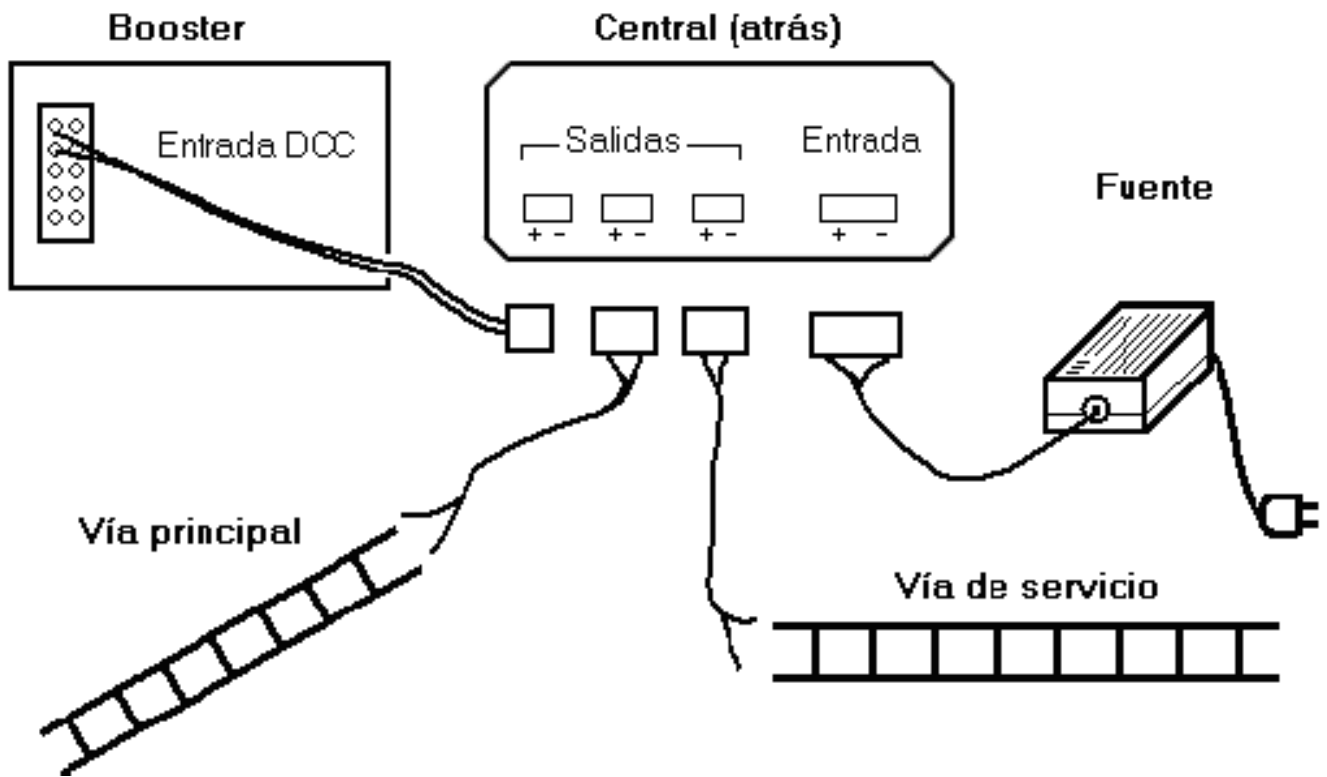 Booster
Central (atrás)
Entrada DCC
Salidas
Entrada
+ - + - + - + -
Fuente
Vía principal
Vía de servicio